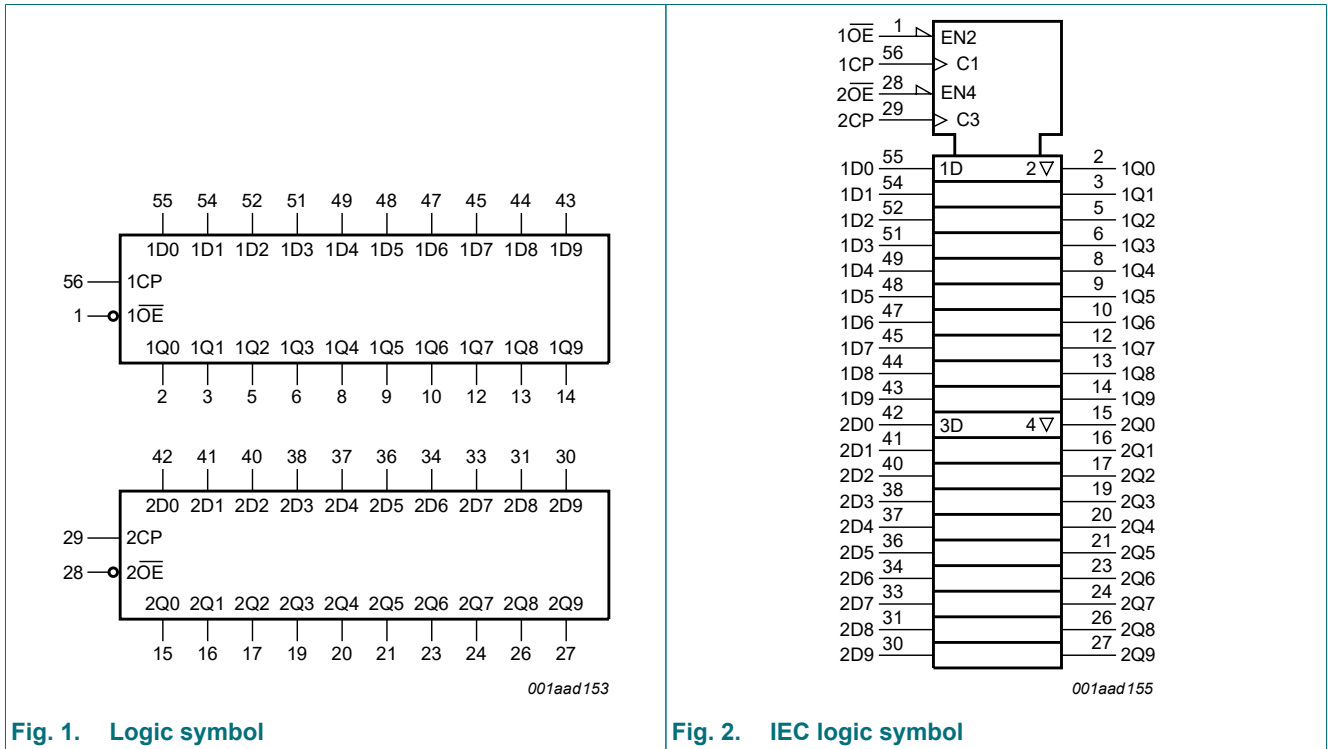 55 54 52 51 49 48 47 45 44 43
1D0 1D1 1D2 1D3 1D4 1D5 1D6 1D7 1D8 1D9
56 1CP
1 1O̅E̅
1Q0 1Q1 1Q2 1Q3 1Q4 1Q5 1Q6 1Q7 1Q8 1Q9
2 3 5 6 8 9 10 12 13 14
42 41 40 38 37 36 34 33 31 30
2D0 2D1 2D2 2D3 2D4 2D5 2D6 2D7 2D8 2D9
29 2CP
28 2O̅E̅
2Q0 2Q1 2Q2 2Q3 2Q4 2Q5 2Q6 2Q7 2Q8 2Q9
15 16 17 19 20 21 23 24 26 27
001aad153
Fig. 1. Logic symbol
1O̅E̅ 1 EN2
1CP 56 C1
2O̅E̅ 28 EN4
2CP 29 C3
1D0 55 1D 2 ▽ 2 1Q0
1D1 54 3 1Q1
1D2 52 5 1Q2
1D3 51 6 1Q3
1D4 49 8 1Q4
1D5 48 9 1Q5
1D6 47 10 1Q6
1D7 45 12 1Q7
1D8 44 13 1Q8
1D9 43 14 1Q9
2D0 42 3D 4 ▽ 15 2Q0
2D1 41 16 2Q1
2D2 40 17 2Q2
2D3 38 19 2Q3
2D4 37 20 2Q4
2D5 36 21 2Q5
2D6 34 23 2Q6
2D7 33 24 2Q7
2D8 31 26 2Q8
2D9 30 27 2Q9
001aad155
Fig. 2. IEC logic symbol